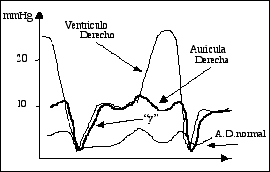 mmHg
Ventriculo
Derecho
Auricula
Derecha
20
10
"y"
A.D.normal